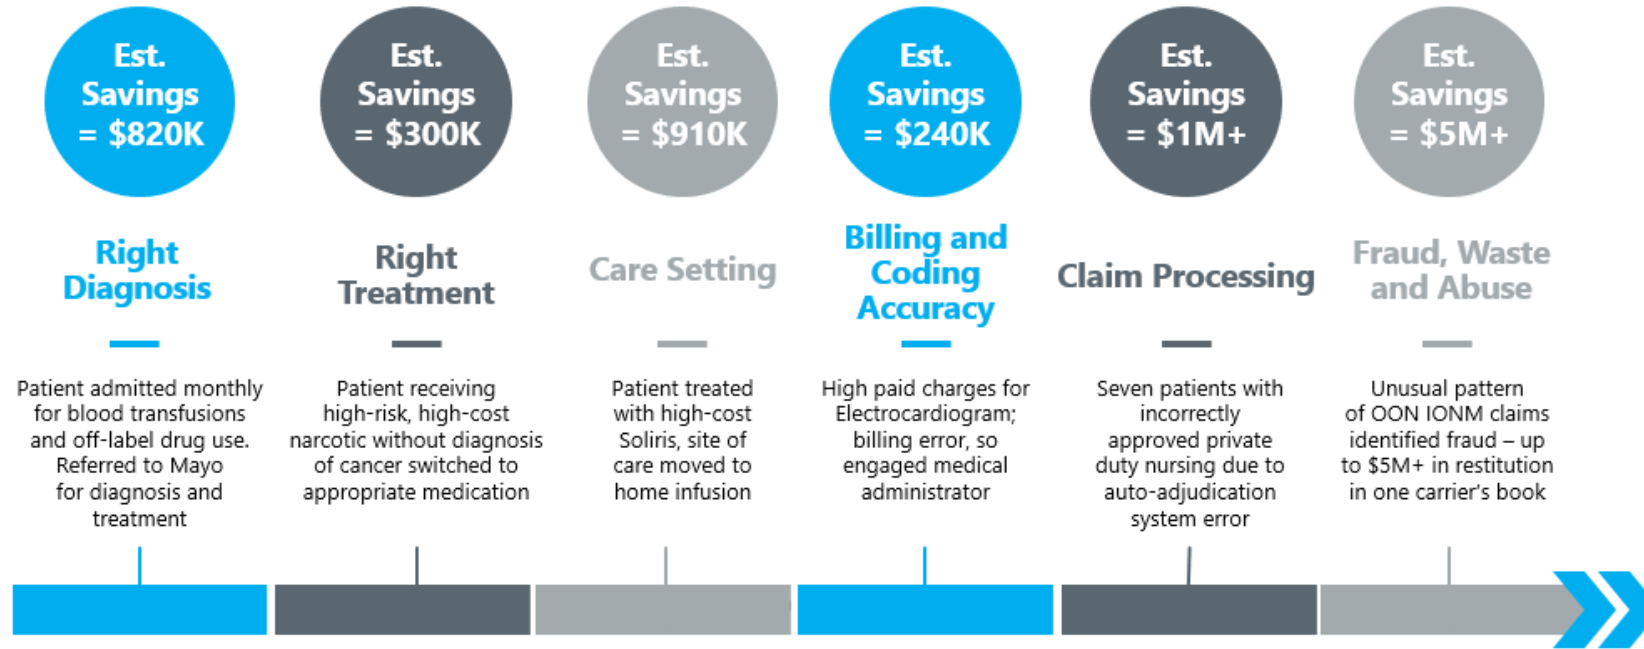 Est.
Savings
= $820K
Right
Diagnosis
Patient admitted monthly
for blood transfusions
and off-label drug use.
Referred to Mayo
for diagnosis and
treatment
Est.
Savings
= $300K
Right
Treatment
Patient receiving
high-risk, high-cost
narcotic without diagnosis
of cancer switched to
appropriate medication
Est.
Savings
= $910K
Care Setting
Patient treated
with high-cost
Soliris, site of
care moved to
home infusion
Est.
Savings
= $240K
Billing and
Coding
Accuracy
High paid charges for
Electrocardiogram;
billing error, so
engaged medical
administrator
Est.
Savings
= $1M+
Claim Processing
Seven patients with
incorrectly
approved private
duty nursing due to
auto-adjudication
system error
Est.
Savings
= $5M+
Fraud, Waste
and Abuse
Unusual pattern
of OON IONM claims
identified fraud – up
to $5M+ in restitution
in one carrier's book